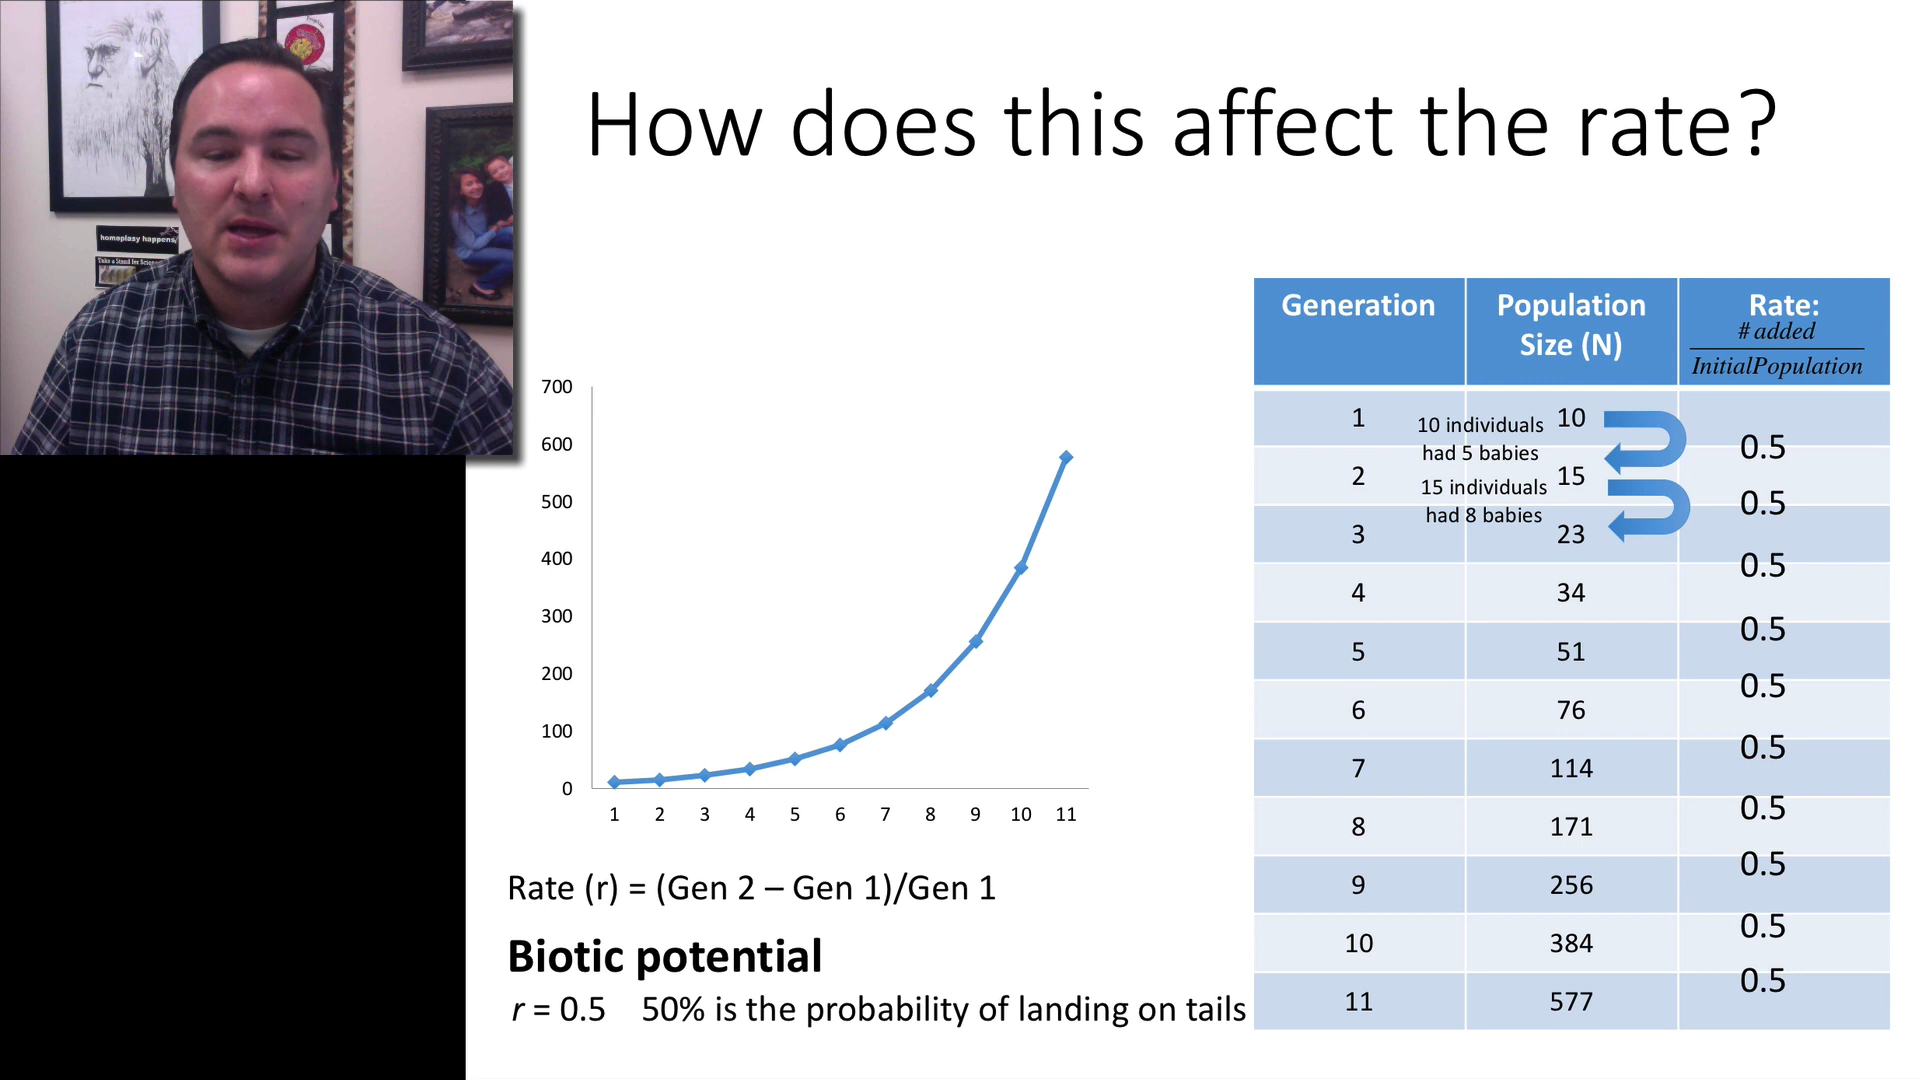 How does this affect the rate?
homoplasy happens
Take a Stand for Science
700
600
500
400
300
200
100
0
1 2 3 4 5 6 7 8 9 10 11
Rate (r) = (Gen 2 – Gen 1)/Gen 1
Biotic potential
r = 0.5 50% is the probability of landing on tails
Generation Population Size (N) Rate: # added / InitialPopulation
1 10
10 individuals
had 5 babies
0.5
2 15
15 individuals
had 8 babies
0.5
3 23
0.5
4 34
0.5
5 51
0.5
6 76
0.5
7 114
0.5
8 171
0.5
9 256
0.5
10 384
0.5
11 577